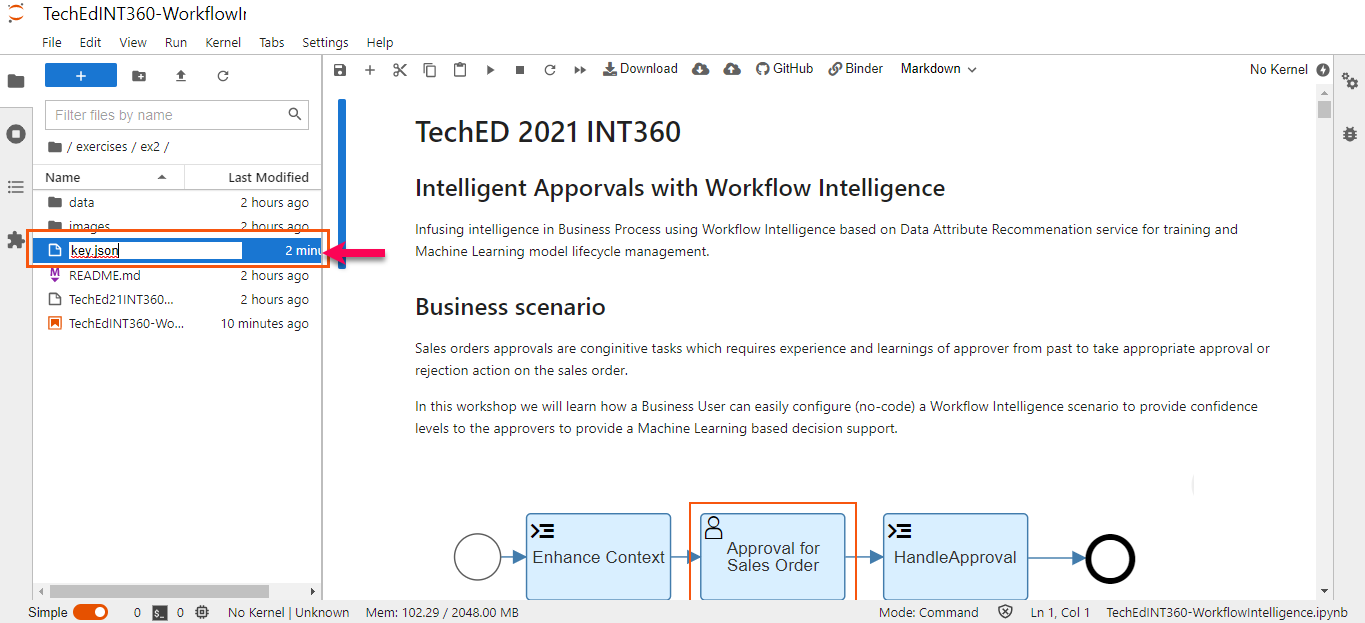 TechEdINT360-WorkflowIr
File Edit View Run Kernel Tabs Settings Help
+
Download GitHub Binder Markdown No Kernel
Filter files by name
/ exercises / ex2 /
Name Last Modified
data 2 hours ago
images 2 hours ago
key.json 2 minu
README.md 2 hours ago
TechEd21INT360... 2 hours ago
TechEdINT360-Wo... 10 minutes ago
TechED 2021 INT360
Intelligent Apporvals with Workflow Intelligence
Infusing intelligence in Business Process using Workflow Intelligence based on Data Attribute Recommenation service for training and
Machine Learning model lifecycle management.
Business scenario
Sales orders approvals are conginitive tasks which requires experience and learnings of approver from past to take appropriate approval or
rejection action on the sales order.
In this workshop we will learn how a Business User can easily configure (no-code) a Workflow Intelligence scenario to provide confidence
levels to the approvers to provide a Machine Learning based decision support.
Enhance Context
Approval for
Sales Order
HandleApproval
Simple 0 $_ 0 No Kernel | Unknown Mem: 102.29 / 2048.00 MB Mode: Command Ln 1, Col 1 TechEdINT360-WorkflowIntelligence.ipynb